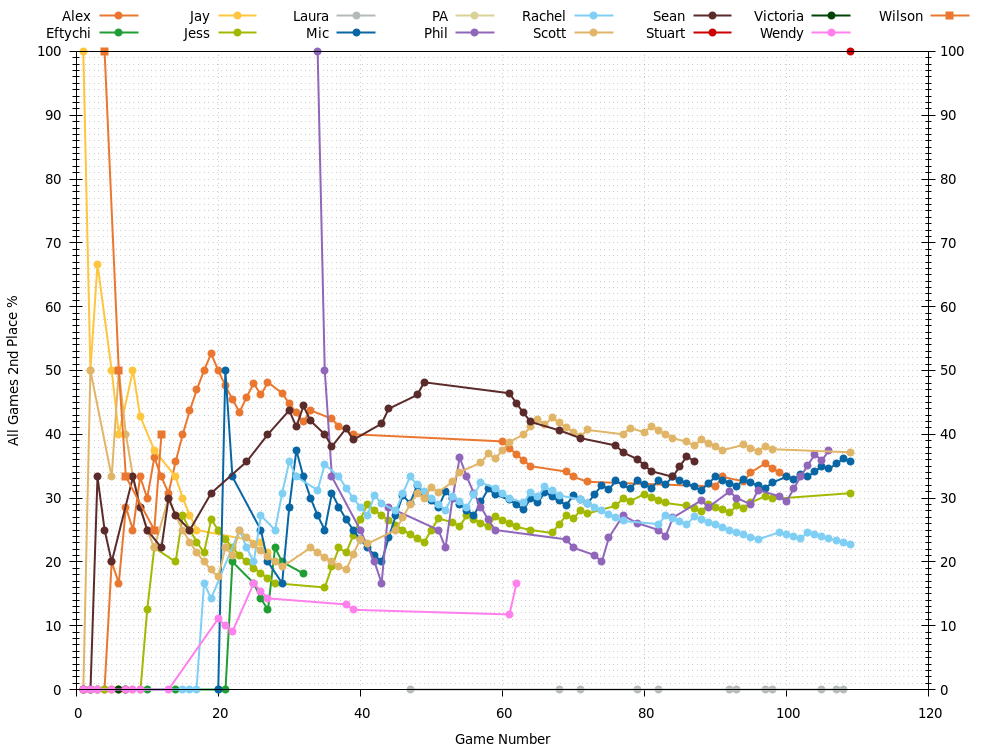 Alex Jay Laura PA Rachel Sean Victoria Wilson
Eftychi Jess Mic Phil Scott Stuart Wendy
100 100
90 90
80 80
70 70
60 60
50 50
40 40
30 30
20 20
10 10
0 0
0 20 40 60 80 100 120
All Games 2nd Place %
Game Number